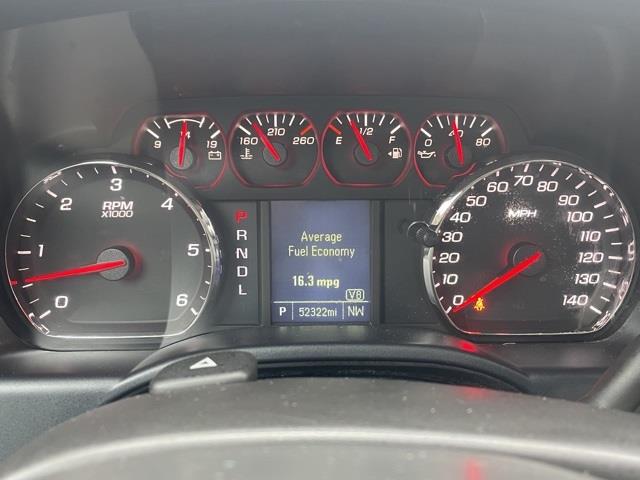 9 14 19
160 210 260
E 1/2 F
0 40 80
RPM
X1000
0 1 2 3 4 5 6
P
R
N
D
L
Average
Fuel Economy
16.3 mpg
V8
P 52322mi NW
MPH
0 10 20 30 40 50 60 70 80 90 100 110 120 130 140